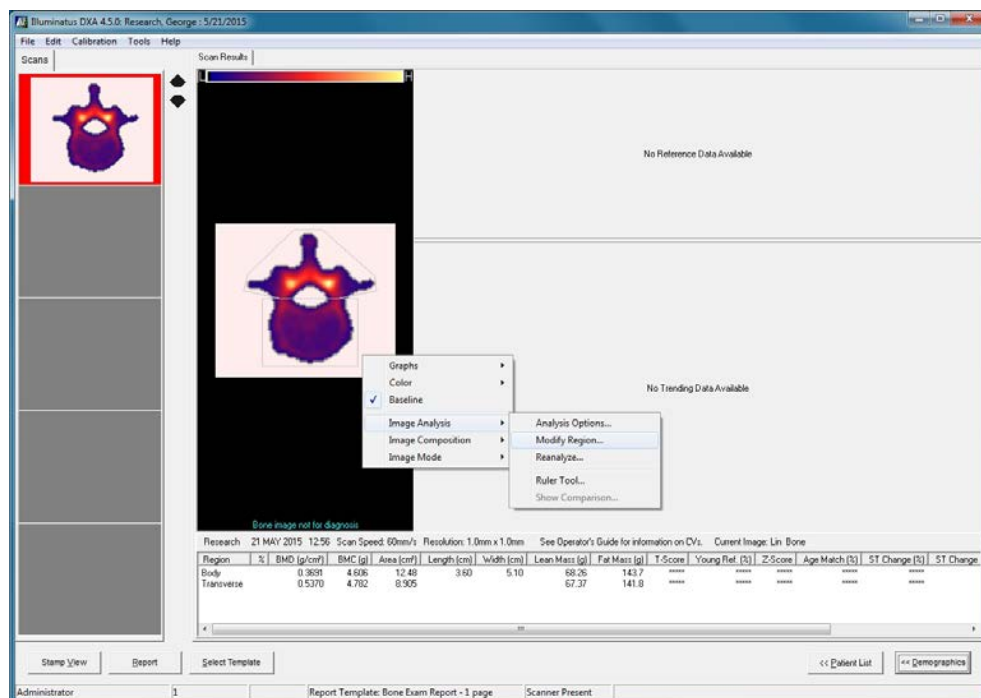 Illuminatus DXA 4.5.0: Research, George : 5/21/2015
File Edit Calibration Tools Help
Scans
Scan Results
L H
No Reference Data Available
Graphs
Color
Baseline
Image Analysis
Image Composition
Image Mode
Analysis Options...
Modify Region...
Reanalyze...
Ruler Tool...
Show Comparison...
No Trending Data Available
Bone image not for diagnosis
Research 21 MAY 2015 12:56 Scan Speed: 60mm/s Resolution: 1.0mm x 1.0mm See Operator's Guide for information on CVs. Current Image: Lin Bone
Region % BMD (g/cm²) BMC (g) Area (cm²) Length (cm) Width (cm) Lean Mass (g) Fat Mass (g) T-Score Young Ref. (%) Z-Score Age Match (%) ST Change (%) ST Change
Body 0.3691 4.606 12.48 3.60 5.10 68.26 143.7 ***** ***** ***** ***** *****
Transverse 0.5370 4.782 8.905 67.37 141.8 ***** ***** ***** ***** *****
Stamp View Report Select Template << Patient List << Demographics
Administrator 1 Report Template: Bone Exam Report - 1 page Scanner Present